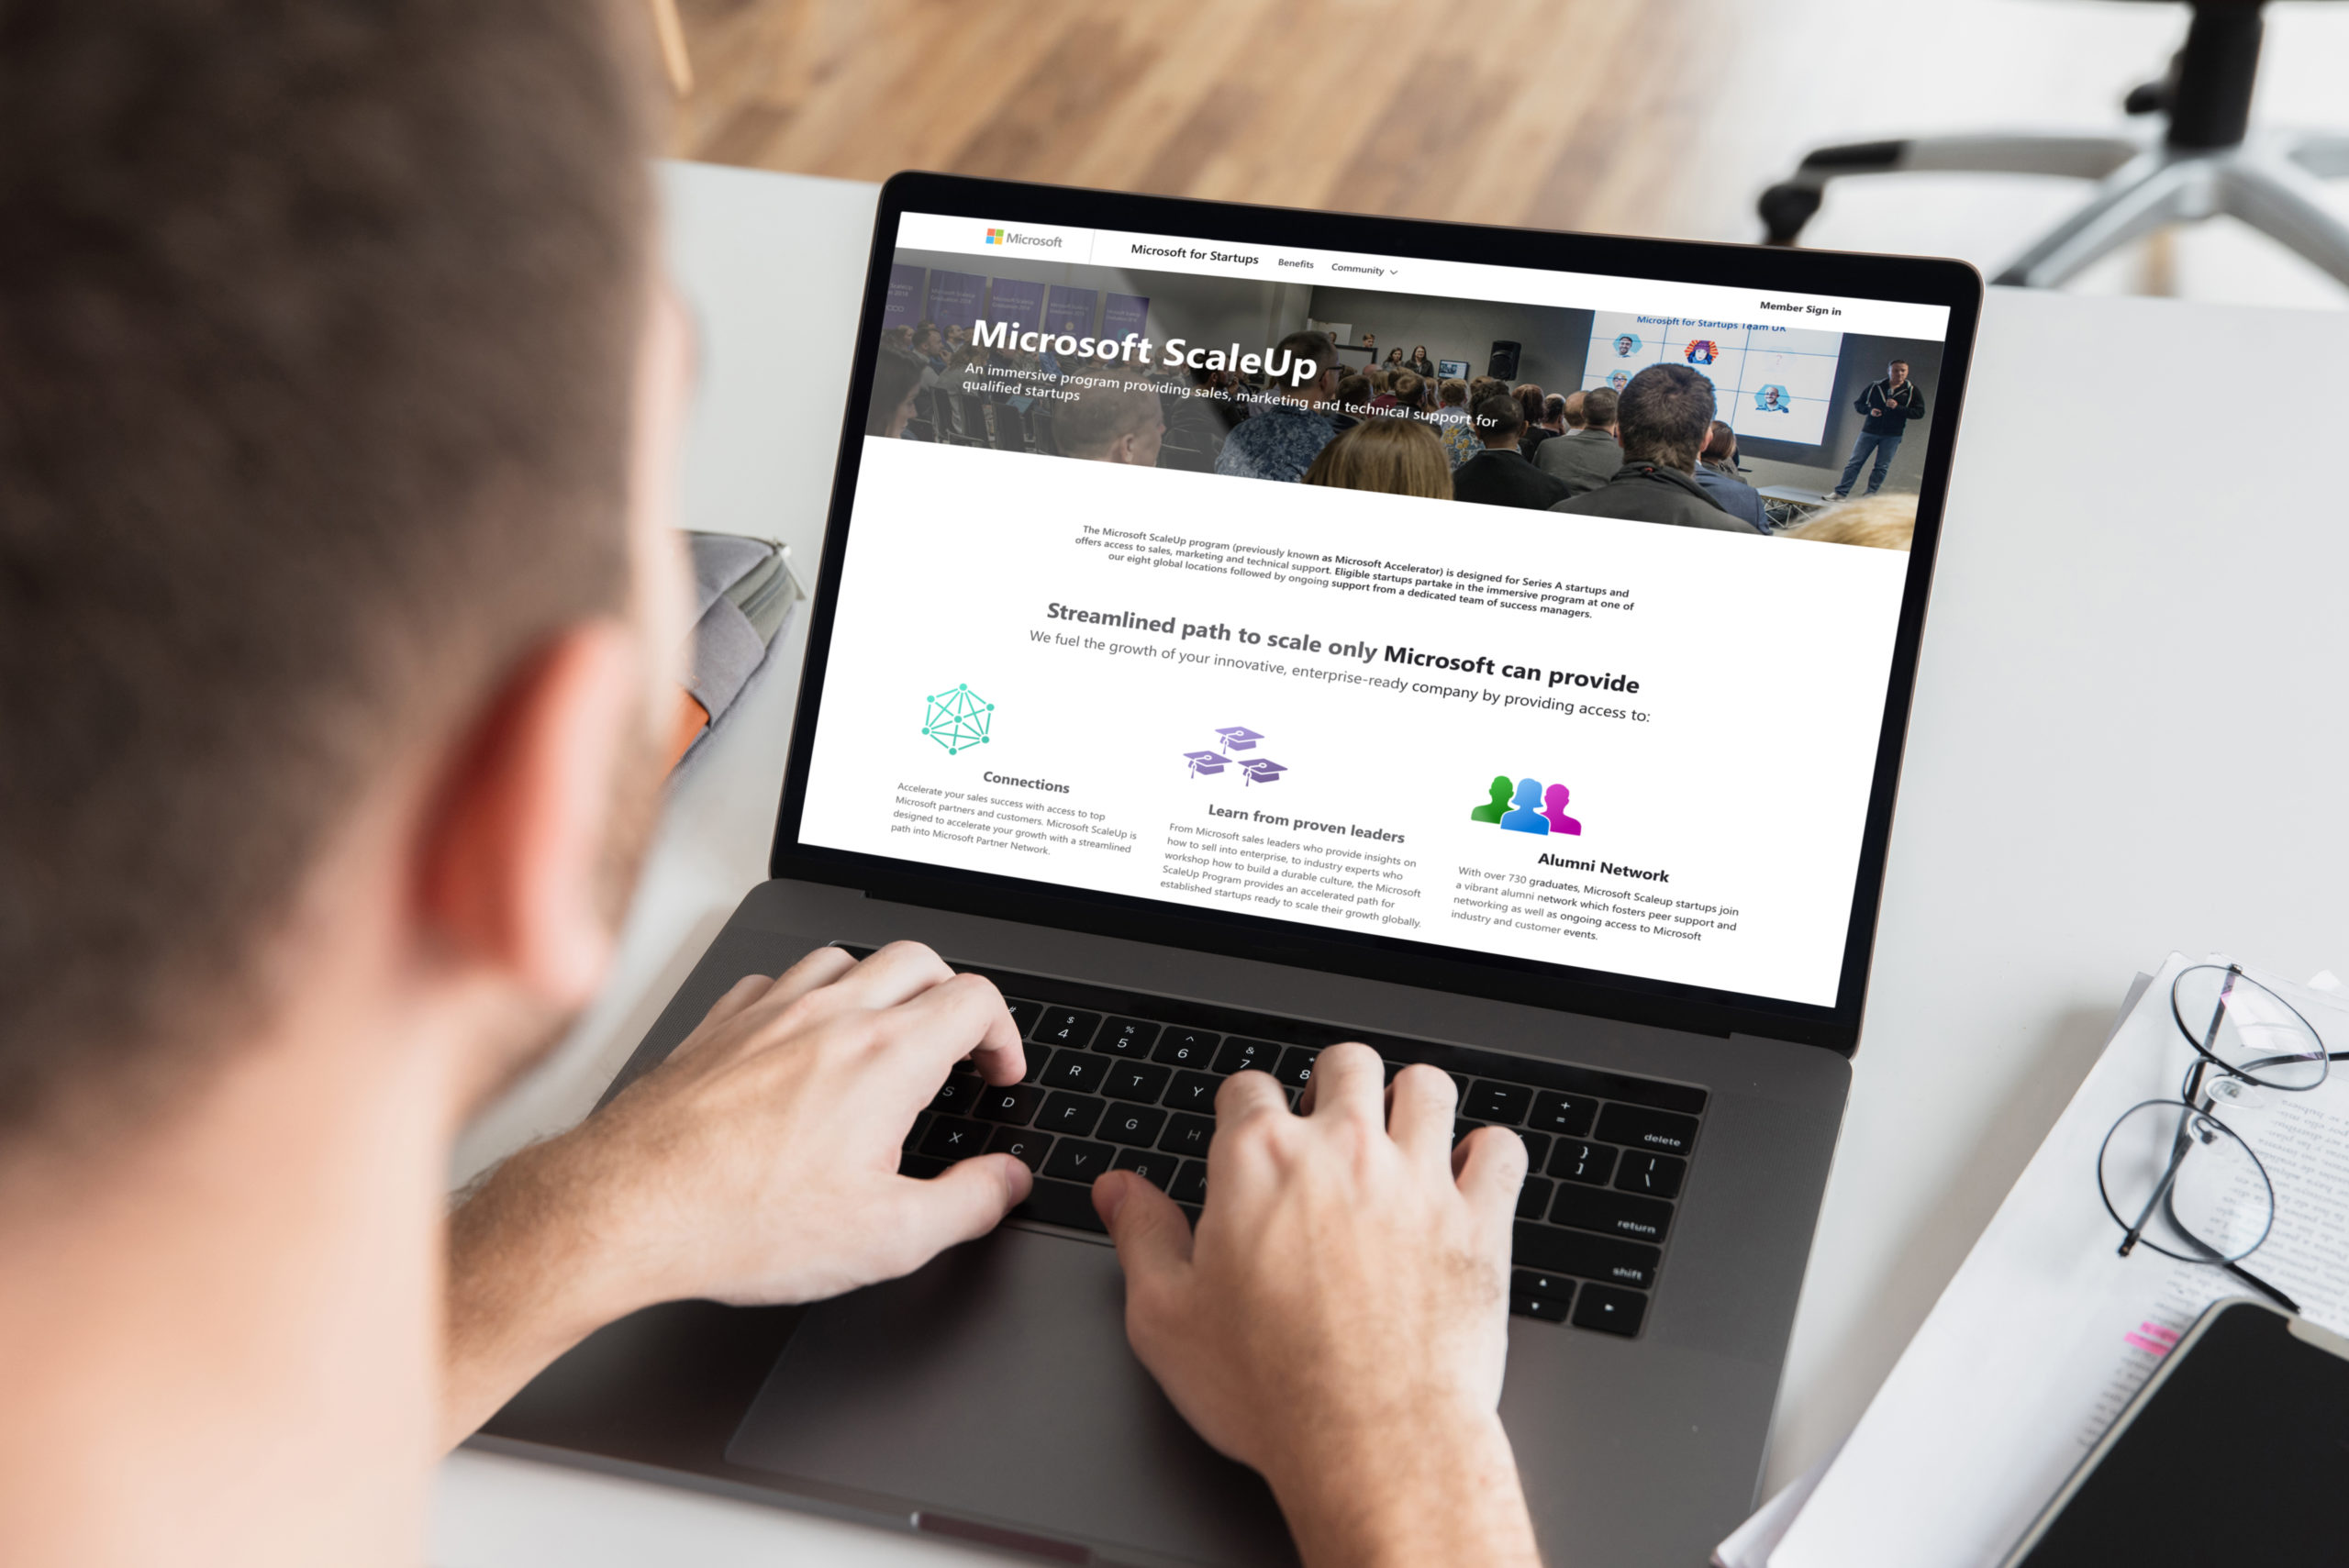 Microsoft
Microsoft for Startups
Benefits
Community
Member Sign in
Microsoft for Startups Team UK
Microsoft ScaleUp
An immersive program providing sales, marketing and technical support for
qualified startups
The Microsoft ScaleUp program (previously known as Microsoft Accelerator) is designed for Series A startups and
offers access to sales, marketing and technical support. Eligible startups partake in the immersive program at one of
our eight global locations followed by ongoing support from a dedicated team of success managers.
Streamlined path to scale only Microsoft can provide
We fuel the growth of your innovative, enterprise-ready company by providing access to:
Connections
Accelerate your sales success with access to top
Microsoft partners and customers. Microsoft ScaleUp is
designed to accelerate your growth with a streamlined
path into Microsoft Partner Network.
Learn from proven leaders
From Microsoft sales leaders who provide insights on
how to sell into enterprise, to industry experts who
workshop how to build a durable culture, the Microsoft
ScaleUp Program provides an accelerated path for
established startups ready to scale their growth globally.
Alumni Network
With over 730 graduates, Microsoft Scaleup startups join
a vibrant alumni network which fosters peer support and
networking as well as ongoing access to Microsoft
industry and customer events.
# $ % ^ & *
4 5 6 7 8
- + =
delete
R T Y
} ]
| \
S D F G H
return
X C V B N
shift